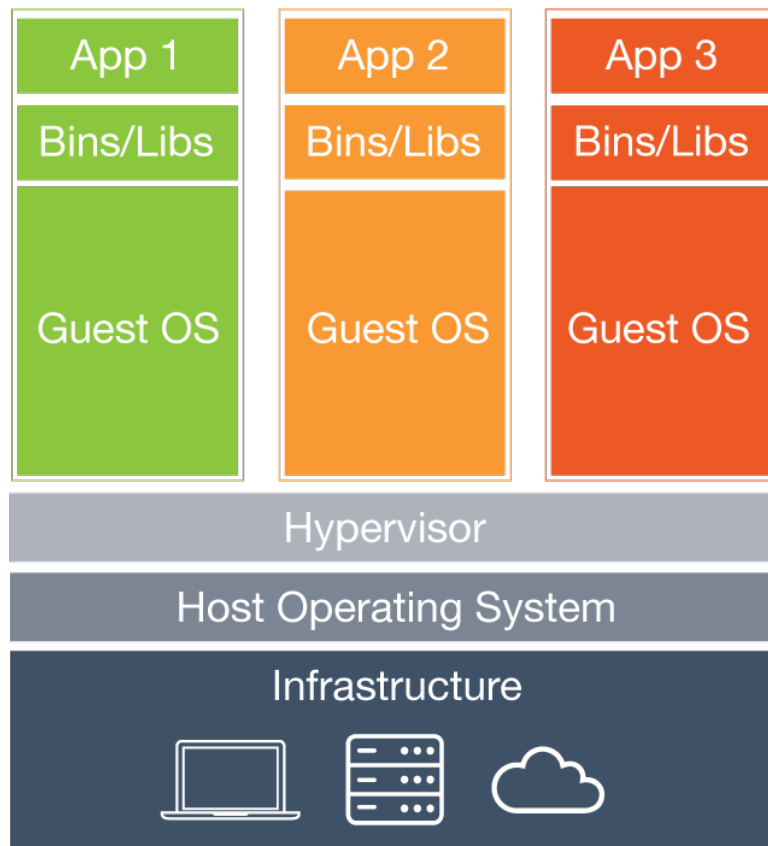 App 1
App 2
App 3
Bins/Libs
Bins/Libs
Bins/Libs
Guest OS
Guest OS
Guest OS
Hypervisor
Host Operating System
Infrastructure